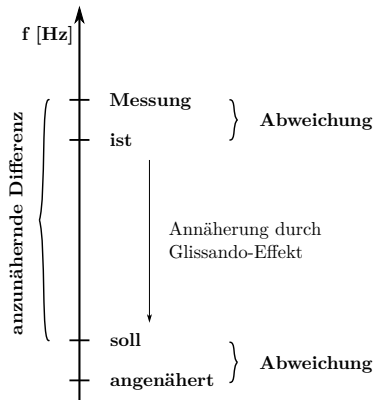 f [Hz]
Messung
Abweichung
ist
anzunähernde Differenz
Annäherung durch
Glissando-Effekt
soll
Abweichung
angenähert